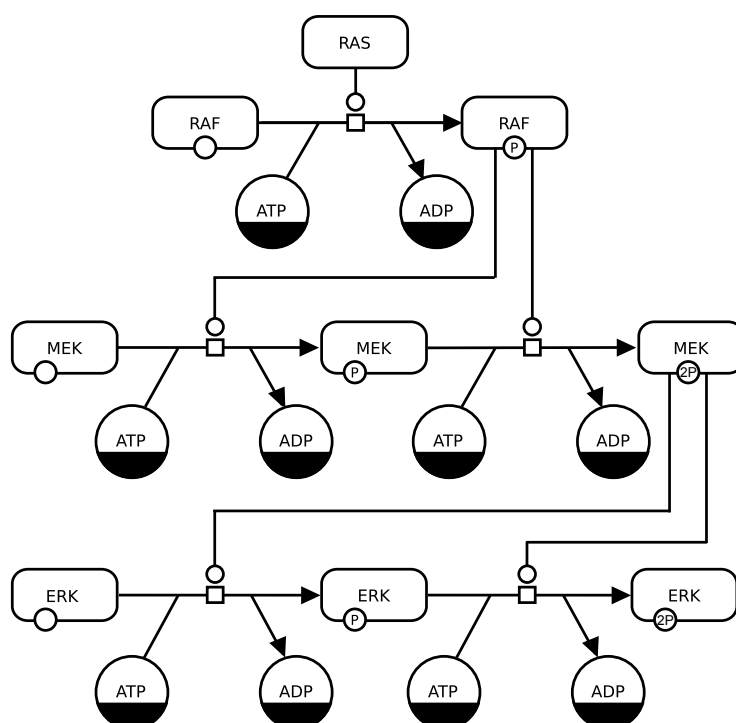 RAS
RAF
RAF
P
ATP
ADP
MEK
MEK
MEK
P
2P
ATP
ADP
ATP
ADP
ERK
ERK
ERK
P
2P
ATP
ADP
ATP
ADP